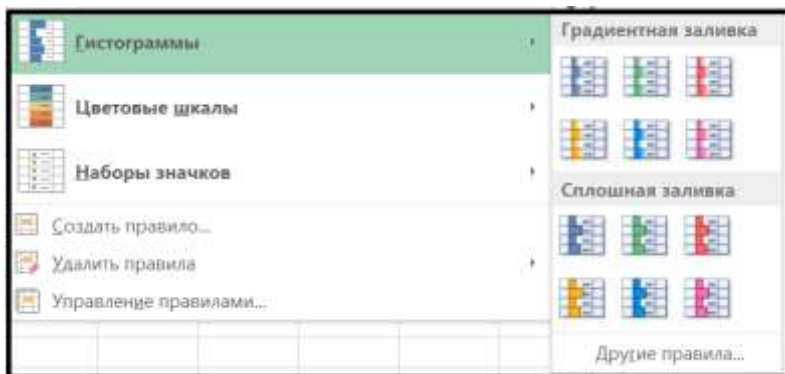 Гистограммы
Цветовые шкалы
Наборы значков
Создать правило...
Удалить правила
Управление правилами...
Градиентная заливка
Сплошная заливка
Другие правила...